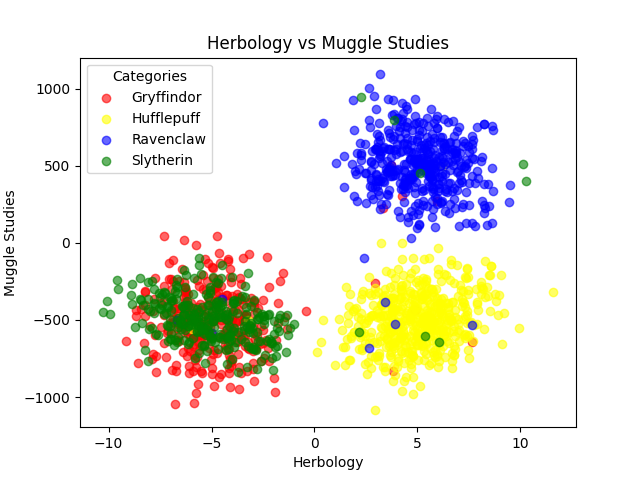 Herbology vs Muggle Studies
Categories
Gryffindor
Hufflepuff
Ravenclaw
Slytherin
1000
500
0
−500
−1000
Muggle Studies
−10
−5
0
5
10
Herbology